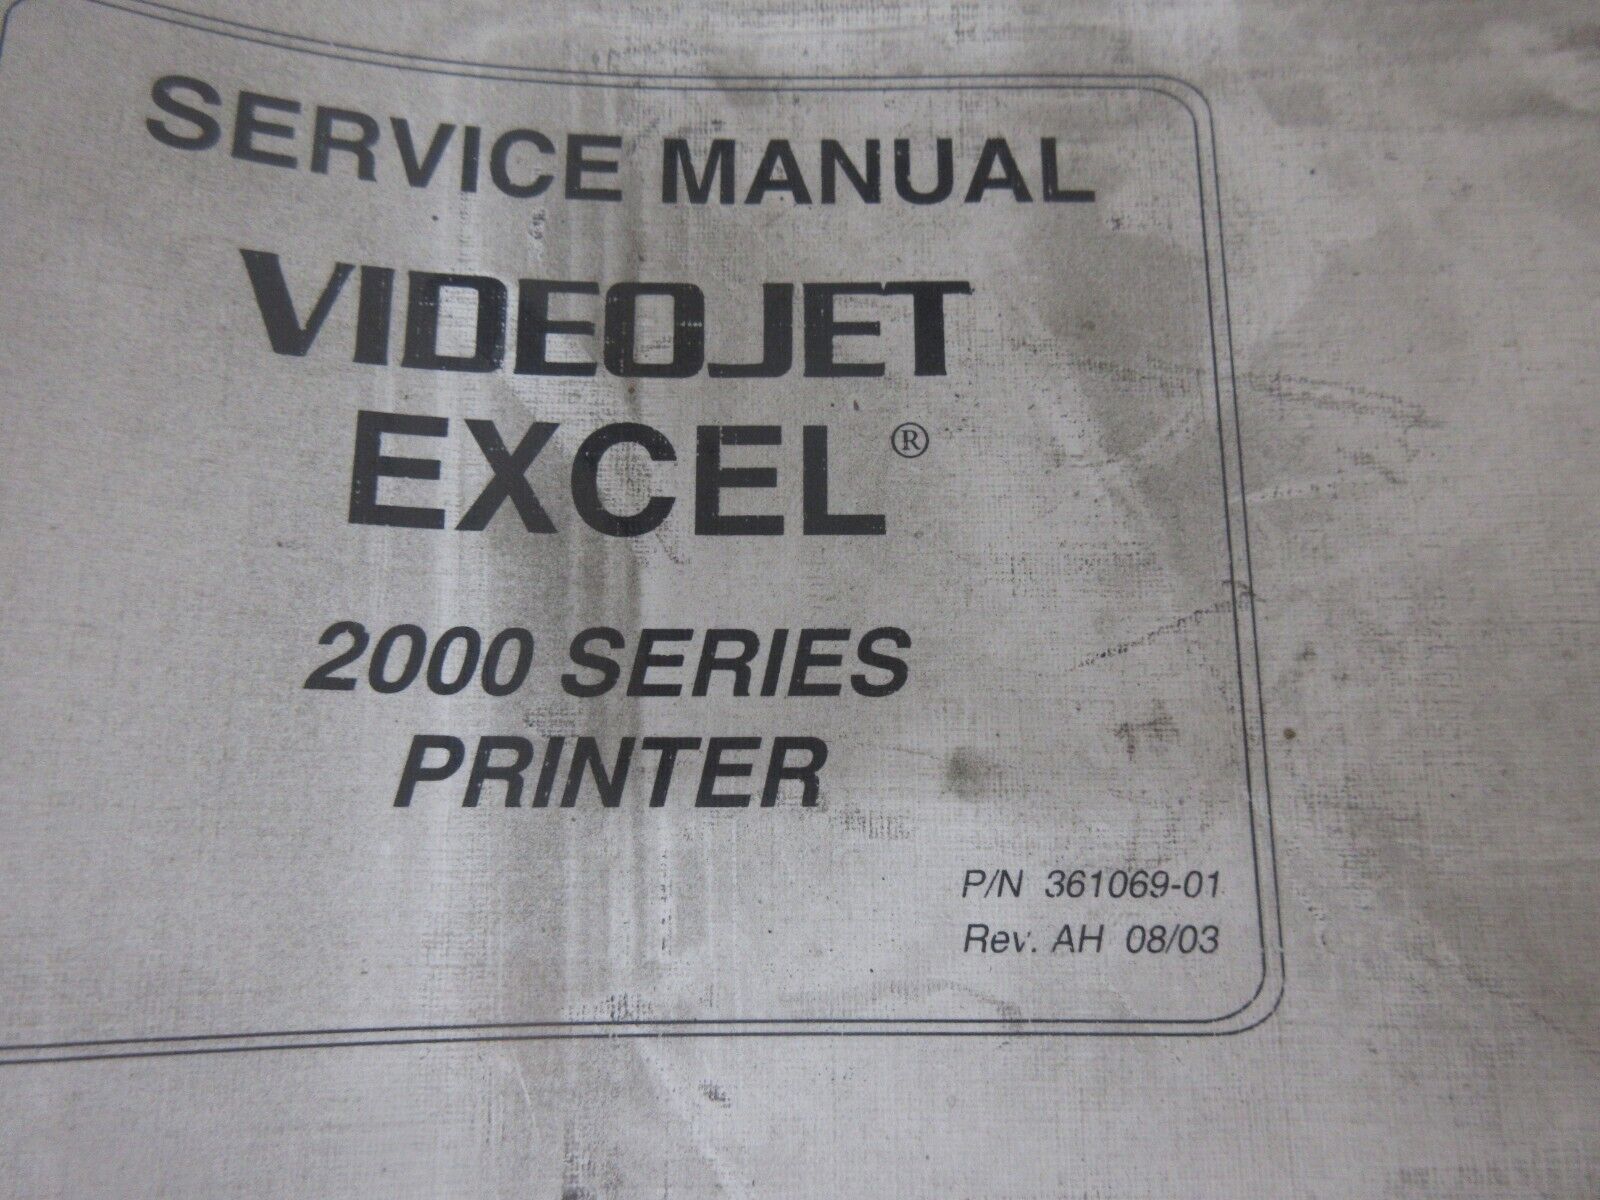 SERVICE MANUAL
VIDEOJET
EXCEL®
2000 SERIES
PRINTER
P/N 361069-01
Rev. AH 08/03